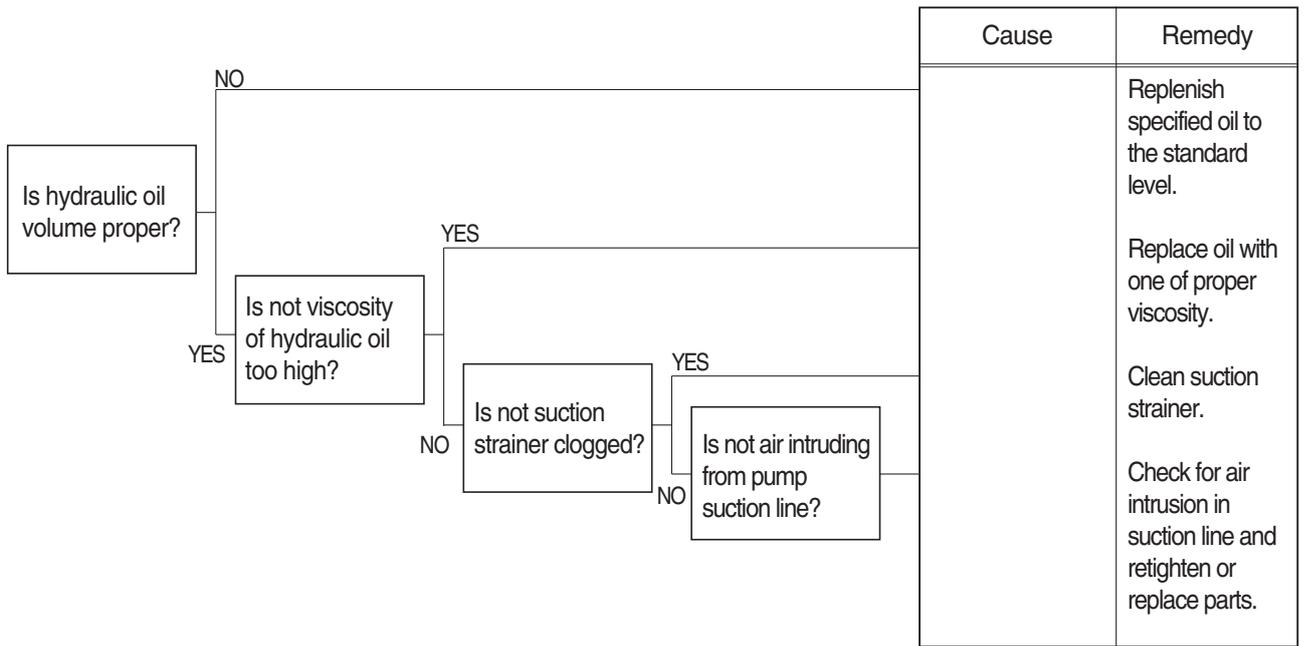 Cause
Remedy
NO
Replenish
specified oil to
the standard
level.
Is hydraulic oil
volume proper?
YES
Replace oil with
one of proper
viscosity.
Is not viscosity
of hydraulic oil
too high?
YES
YES
Clean suction
strainer.
Is not suction
strainer clogged?
NO
Is not air intruding
from pump
suction line?
NO
Check for air
intrusion in
suction line and
retighten or
replace parts.